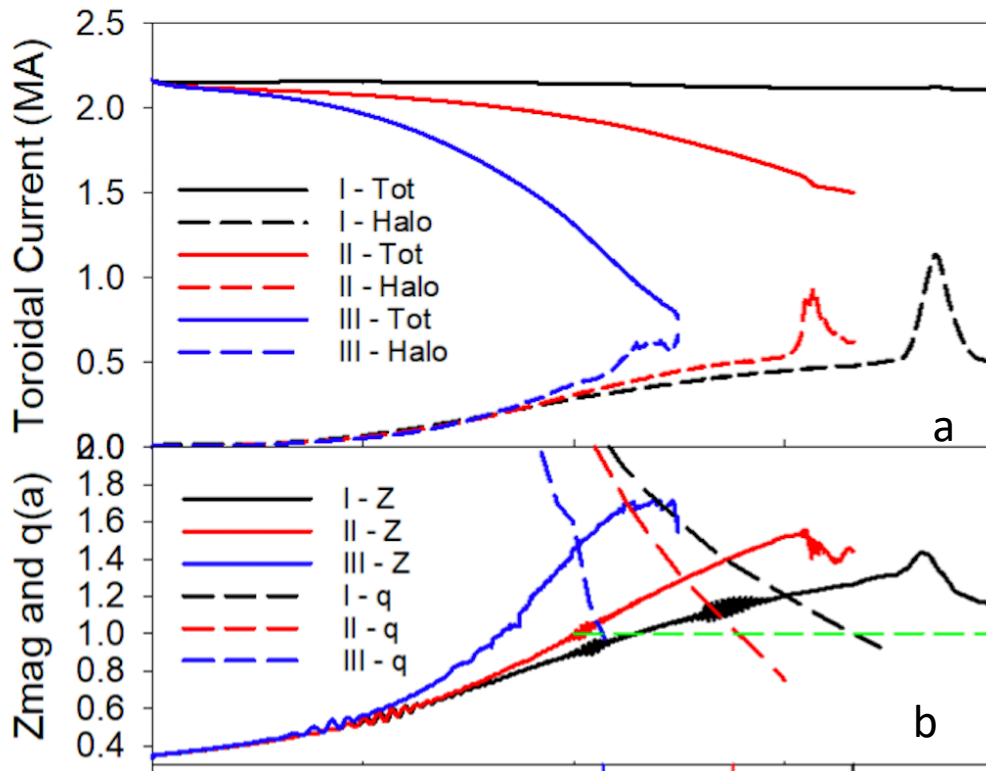 Toroidal Current (MA)
2.5
2.0
1.5
1.0
0.5
I - Tot
I - Halo
II - Tot
II - Halo
III - Tot
III - Halo
a
Zmag and q(a)
2.0
1.8
1.6
1.4
1.2
1.0
0.8
0.6
0.4
I - Z
II - Z
III - Z
I - q
II - q
III - q
b